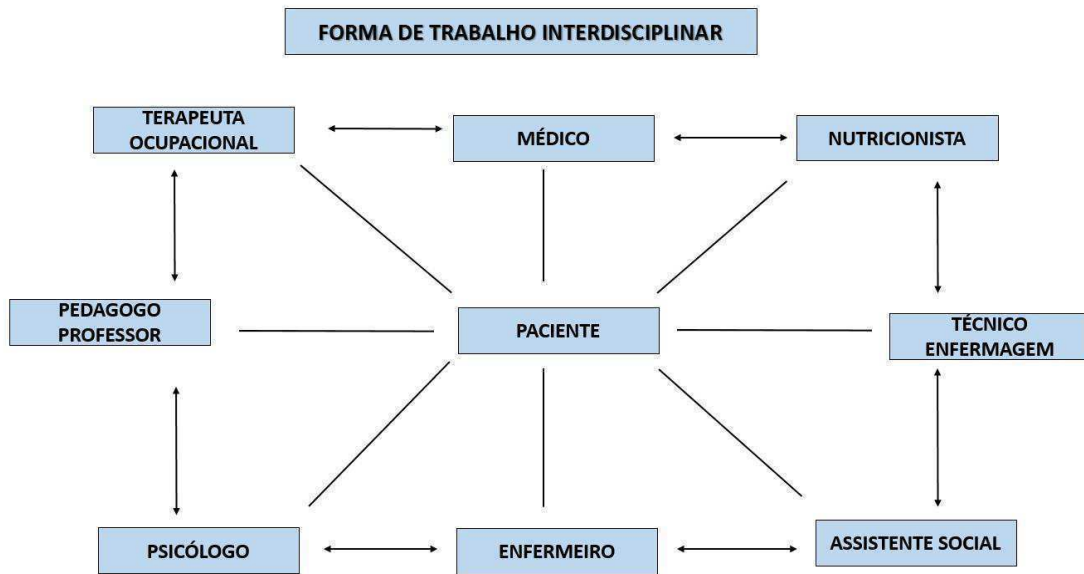 FORMA DE TRABALHO INTERDISCIPLINAR
TERAPEUTA
OCUPACIONAL
MÉDICO
NUTRICIONISTA
PEDAGOGO
PROFESSOR
PACIENTE
TÉCNICO
ENFERMAGEM
PSICÓLOGO
ENFERMEIRO
ASSISTENTE SOCIAL